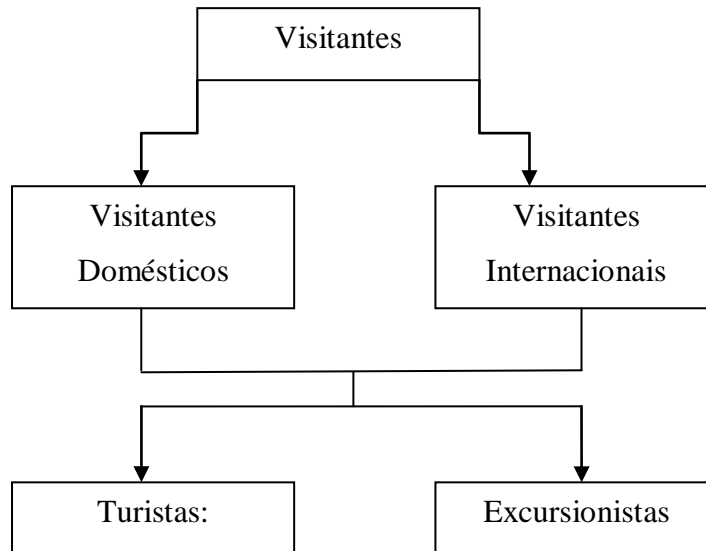 Visitantes
Visitantes
Domésticos
Visitantes
Internacionais
Turistas:
Excursionistas